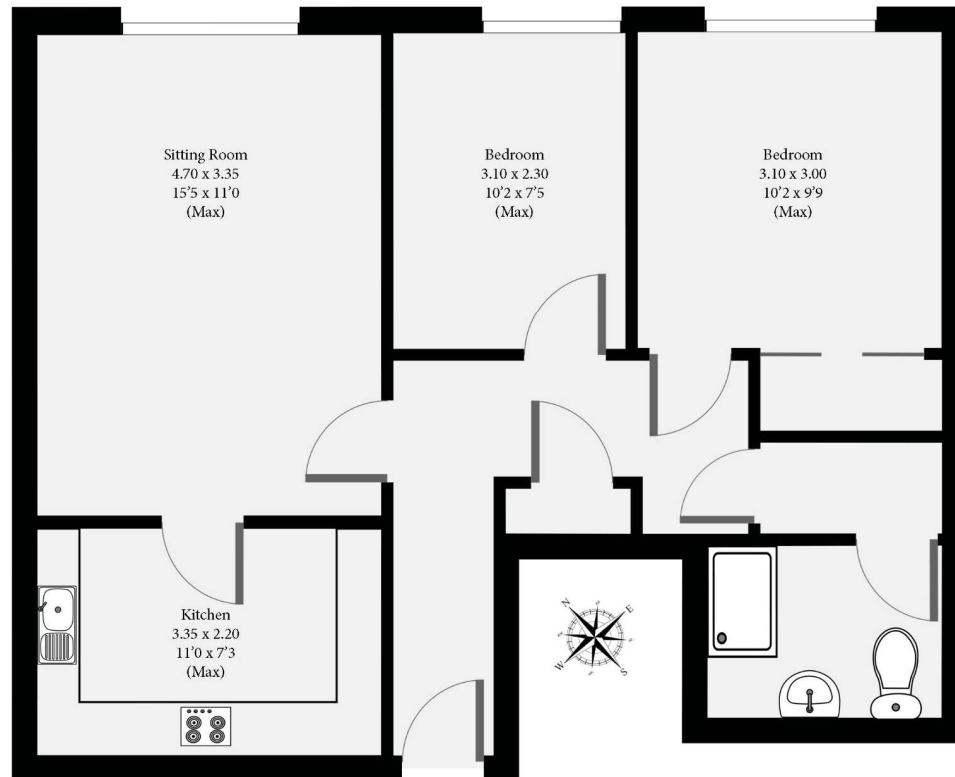 Sitting Room
4.70 x 3.35
15'5 x 11'0
(Max)
Bedroom
3.10 x 2.30
10'2 x 7'5
(Max)
Bedroom
3.10 x 3.00
10'2 x 9'9
(Max)
Kitchen
3.35 x 2.20
11'0 x 7'3
(Max)
N
E
W
S